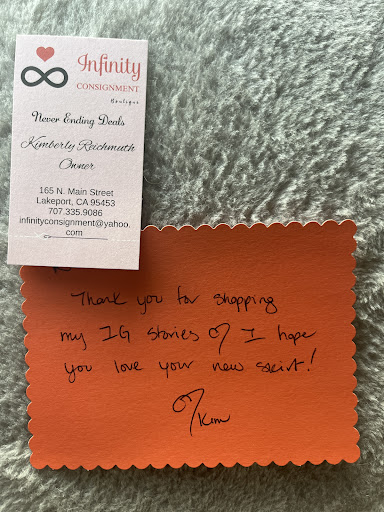 Infinity
CONSIGNMENT
Boutique
Never Ending Deals
Kimberly Reichmuth
Owner
165 N. Main Street
Lakeport, CA 95453
707.335.9086
infinityconsignment@yahoo.
com
Thank you for shopping
my IG stories I hope
you love your new skirt!
Kim